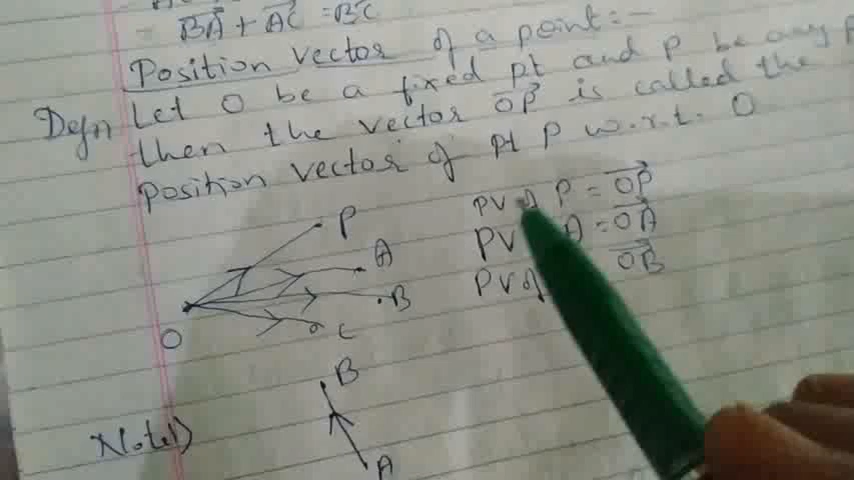 BA⃗ + AC⃗ = BC⃗
Position vector of a point:-
Defn Let O be a fixed pt and P be any
then the vector OP⃗ is called the
position vector of pt P w.r.t. O
PV P = OP⃗
PV A = OA⃗
PV of OB⃗
P
A
B
C
O
B
Note 1)
A